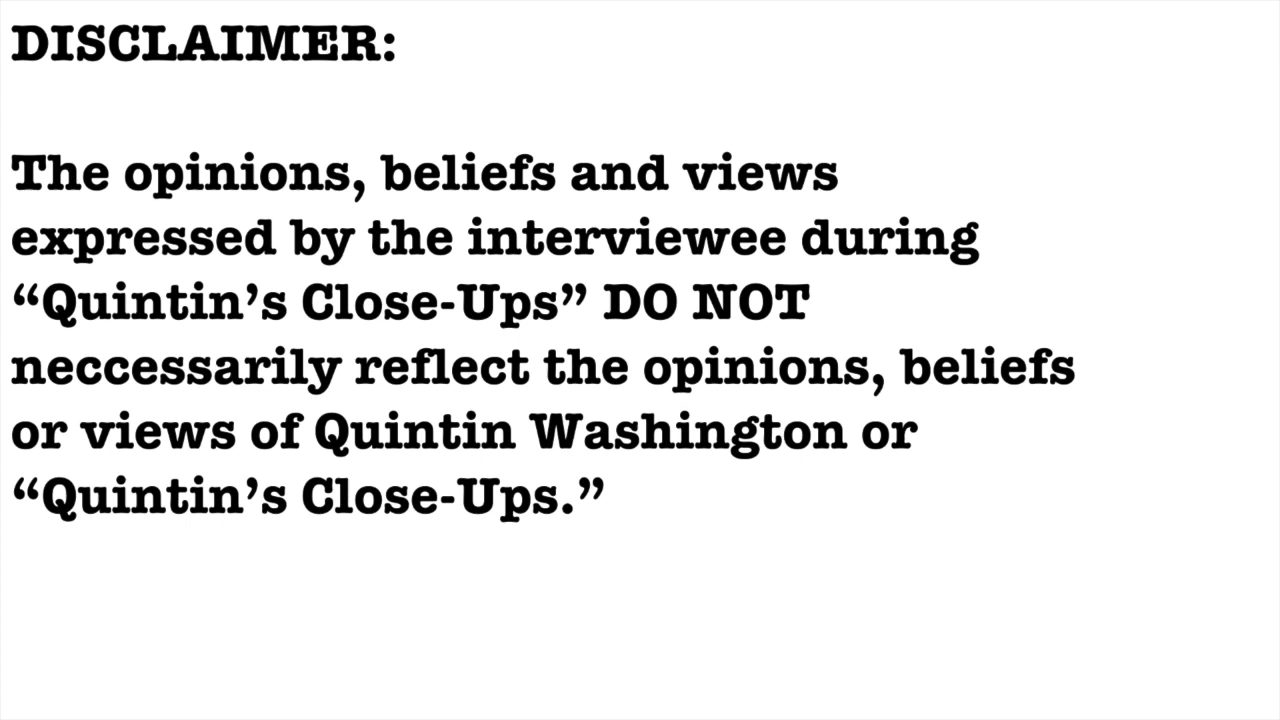 DISCLAIMER:
The opinions, beliefs and views
expressed by the interviewee during
“Quintin’s Close-Ups” DO NOT
neccessarily reflect the opinions, beliefs
or views of Quintin Washington or
“Quintin’s Close-Ups.”